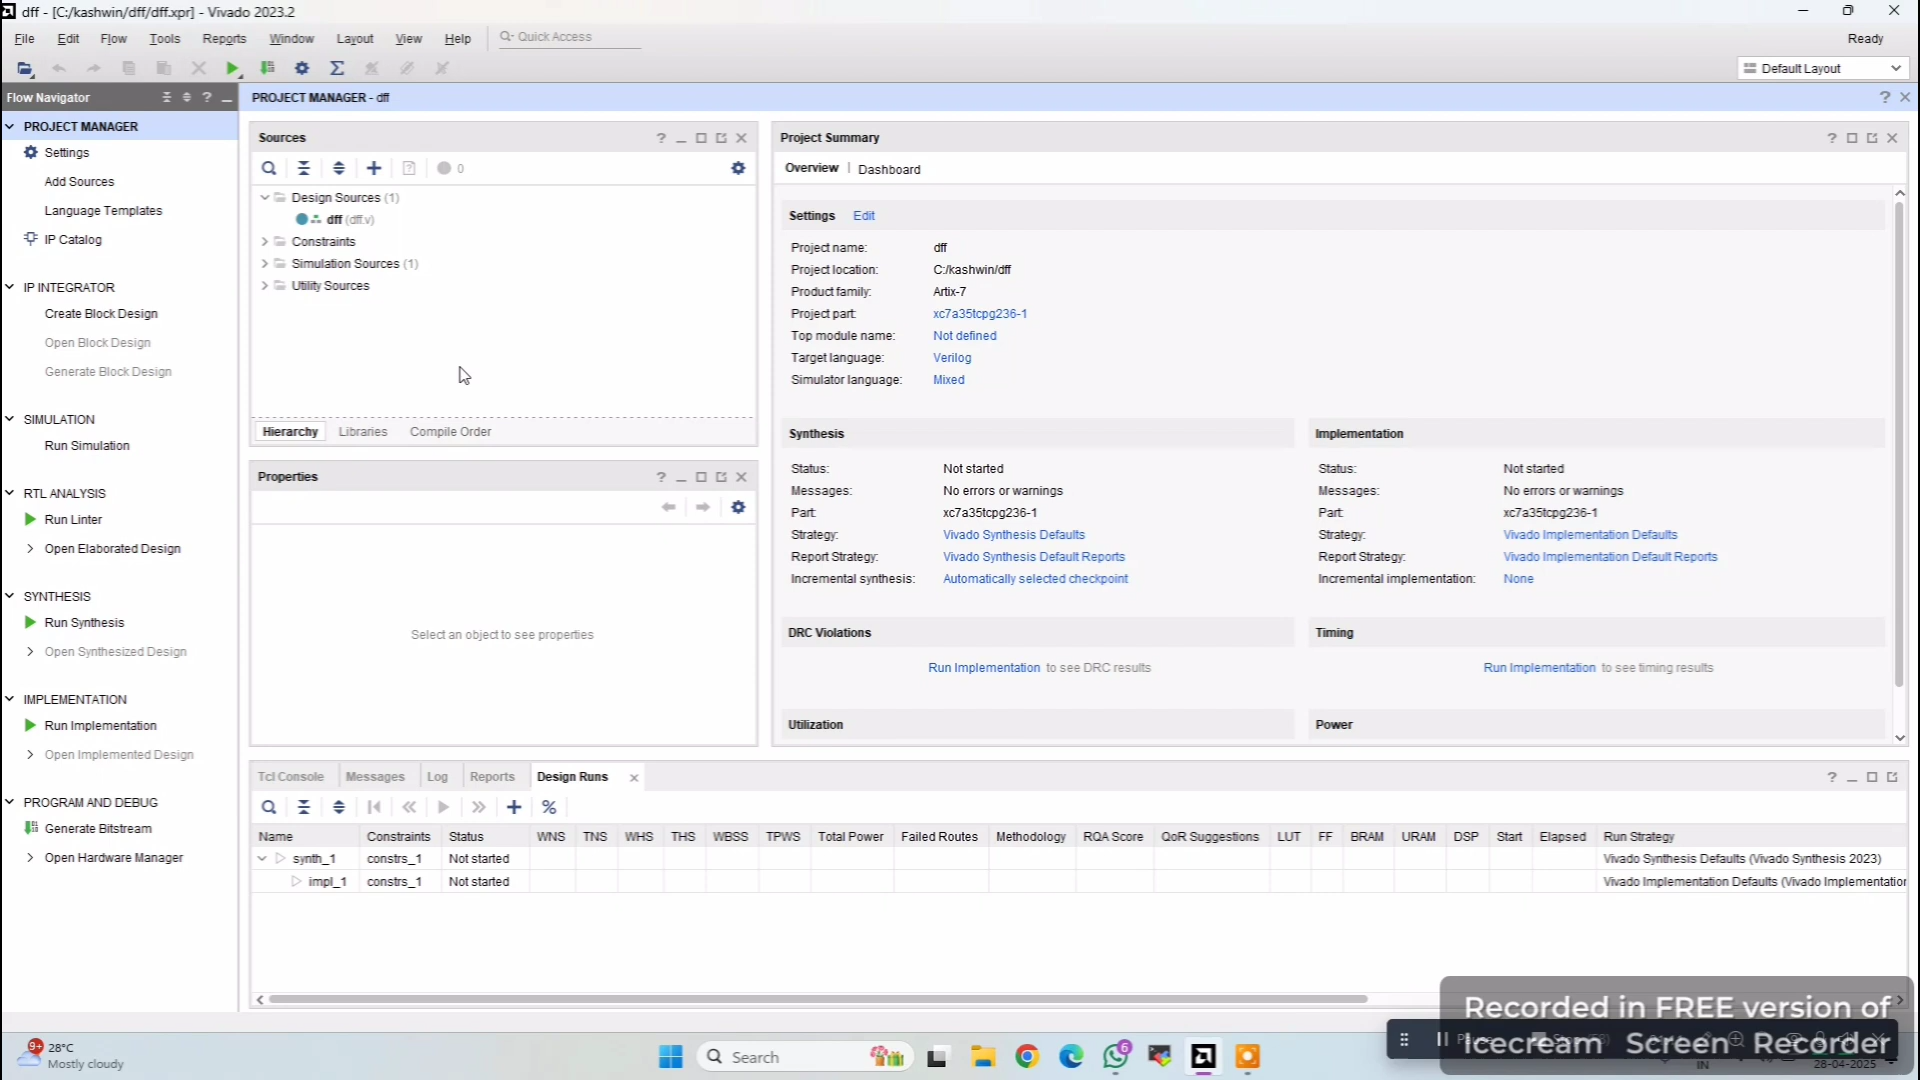 dff - [C:/kashwin/dff/dff.xpr] - Vivado 2023.2
File Edit Flow Tools Reports Window Layout View Help Quick Access Ready
Default Layout
Flow Navigator
PROJECT MANAGER - dff
PROJECT MANAGER
Settings
Add Sources
Language Templates
IP Catalog
IP INTEGRATOR
Create Block Design
Open Block Design
Generate Block Design
SIMULATION
Run Simulation
RTL ANALYSIS
Run Linter
Open Elaborated Design
SYNTHESIS
Run Synthesis
Open Synthesized Design
IMPLEMENTATION
Run Implementation
Open Implemented Design
PROGRAM AND DEBUG
Generate Bitstream
Open Hardware Manager
Sources
0
Design Sources (1)
dff (dff.v)
Constraints
Simulation Sources (1)
Utility Sources
Hierarchy Libraries Compile Order
Properties
Select an object to see properties
Project Summary
Overview | Dashboard
Settings Edit
Project name: dff
Project location: C:/kashwin/dff
Product family: Artix-7
Project part: xc7a35tcpg236-1
Top module name: Not defined
Target language: Verilog
Simulator language: Mixed
Synthesis
Status: Not started
Messages: No errors or warnings
Part: xc7a35tcpg236-1
Strategy: Vivado Synthesis Defaults
Report Strategy: Vivado Synthesis Default Reports
Incremental synthesis: Automatically selected checkpoint
Implementation
Status: Not started
Messages: No errors or warnings
Part: xc7a35tcpg236-1
Strategy: Vivado Implementation Defaults
Report Strategy: Vivado Implementation Default Reports
Incremental implementation: None
DRC Violations
Run Implementation to see DRC results
Timing
Run Implementation to see timing results
Utilization
Power
Tcl Console Messages Log Reports Design Runs
Name Constraints Status WNS TNS WHS THS WBSS TPWS Total Power Failed Routes Methodology RQA Score QoR Suggestions LUT FF BRAM URAM DSP Start Elapsed Run Strategy
synth_1 constrs_1 Not started Vivado Synthesis Defaults (Vivado Synthesis 2023)
impl_1 constrs_1 Not started Vivado Implementation Defaults (Vivado Implementation
Recorded in FREE version of
Icecream Screen Recorder
9+
28°C
Mostly cloudy
Search
6
IN
28-04-2025